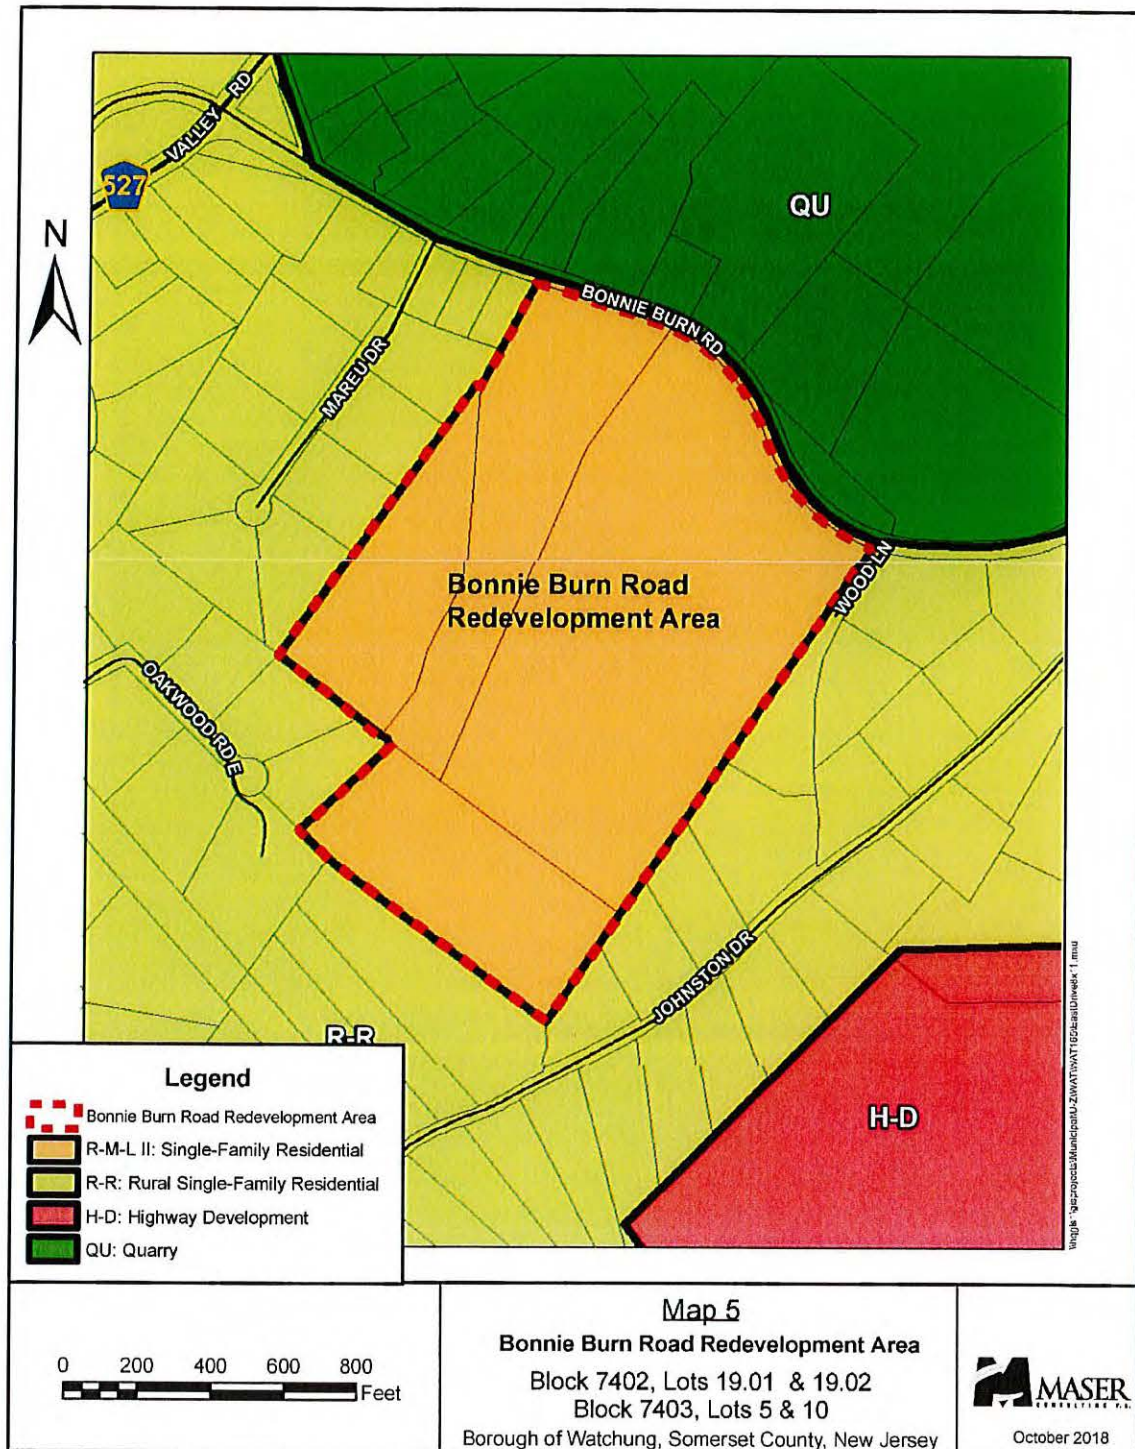 VALLEY RD
527
N
QU
BONNIE BURN RD
MAREU DR
WOOD LN
Bonnie Burn Road
Redevelopment Area
OAKWOOD RD E
JOHNSTON DR
R-R
H-D
Legend
Bonnie Burn Road Redevelopment Area
R-M-L II: Single-Family Residential
R-R: Rural Single-Family Residential
H-D: Highway Development
QU: Quarry
0 200 400 600 800
Feet
Map 5
Bonnie Burn Road Redevelopment Area
Block 7402, Lots 19.01 & 19.02
Block 7403, Lots 5 & 10
Borough of Watchung, Somerset County, New Jersey
MASER
CONSULTING P.A.
October 2018